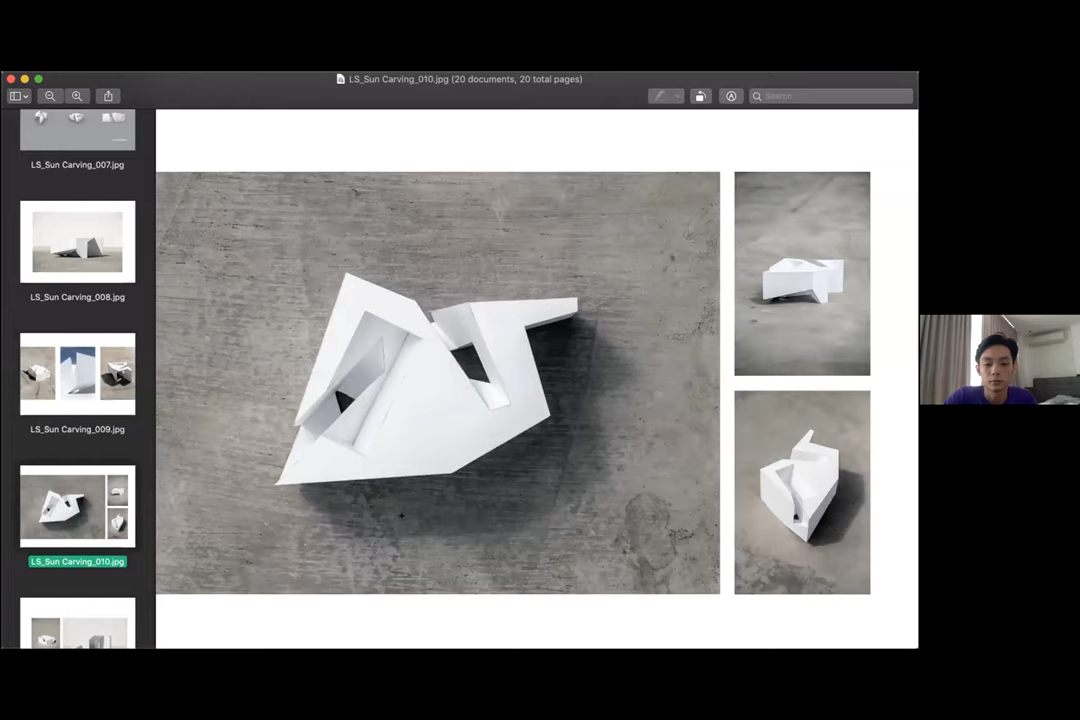 LS_Sun Carving_010.jpg (20 documents, 20 total pages)
Search
LS_Sun Carving_007.jpg
LS_Sun Carving_008.jpg
LS_Sun Carving_009.jpg
LS_Sun Carving_010.jpg